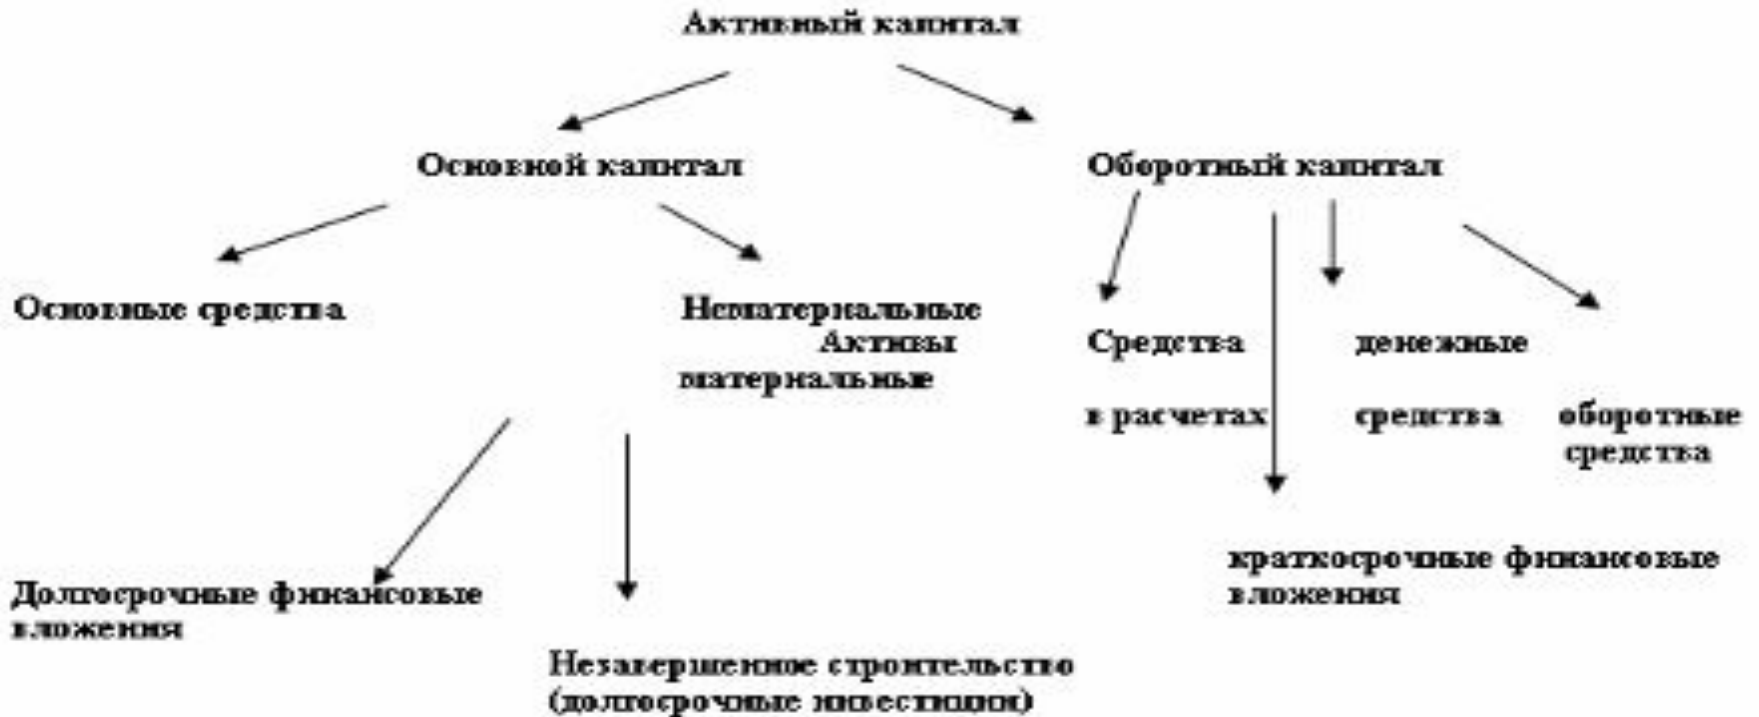 Активный капитал
Основной капитал
Оборотный капитал
Основные средства
Нематериальные
Активы
материальные
Средства
в расчетах
денежные
средства
оборотные
средства
краткосрочные финансовые
вложения
Долгосрочные финансовые
вложения
Незавершенное строительство
(долгосрочные инвестиции)